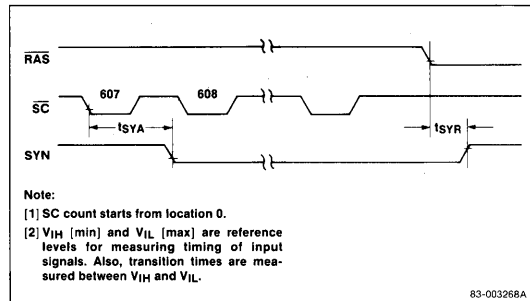 RAS
607 608
SC
tSYA
tSYR
SYN
Note:
[1] SC count starts from location 0.
[2] VIH [min] and VIL [max] are reference
levels for measuring timing of input
signals. Also, transition times are mea-
sured between VIH and VIL.
83-003268A